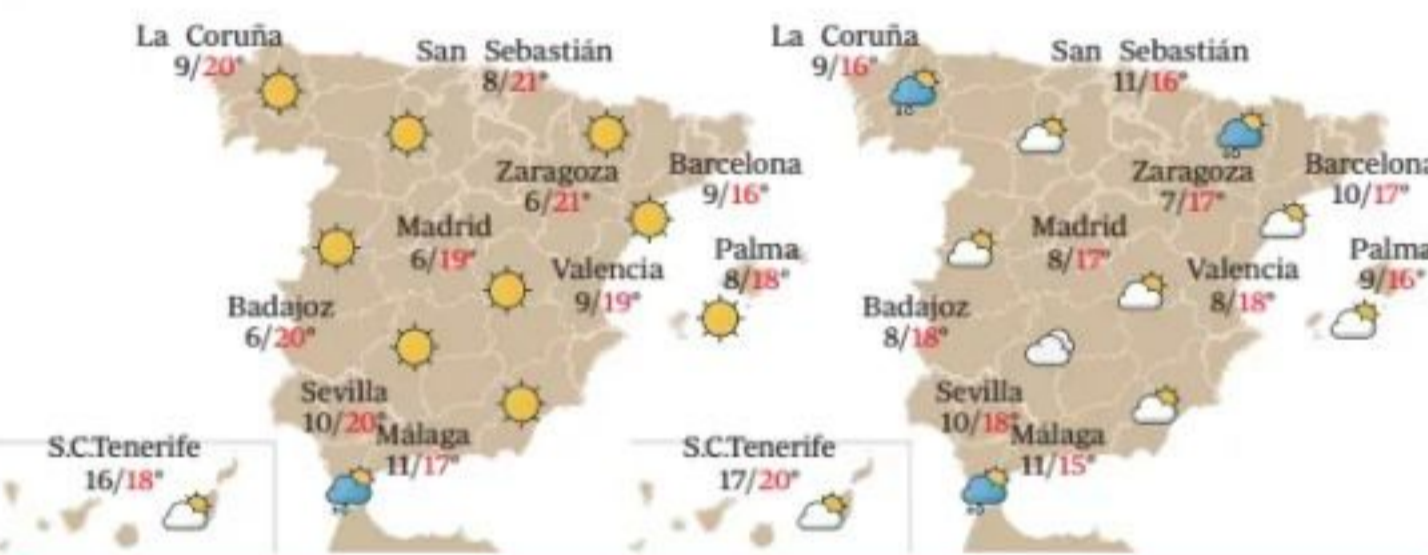 La Coruña
9/20°
San Sebastián
8/21°
Zaragoza
6/21°
Barcelona
9/16°
Madrid
6/19°
Palma
8/18°
Valencia
9/19°
Badajoz
6/20°
Sevilla
10/20°
Málaga
11/17°
S.C.Tenerife
16/18°
La Coruña
9/16°
San Sebastián
11/16°
Zaragoza
7/17°
Barcelona
10/17°
Madrid
8/17°
Palma
9/16°
Valencia
8/18°
Badajoz
8/18°
Sevilla
10/18°
Málaga
11/15°
S.C.Tenerife
17/20°